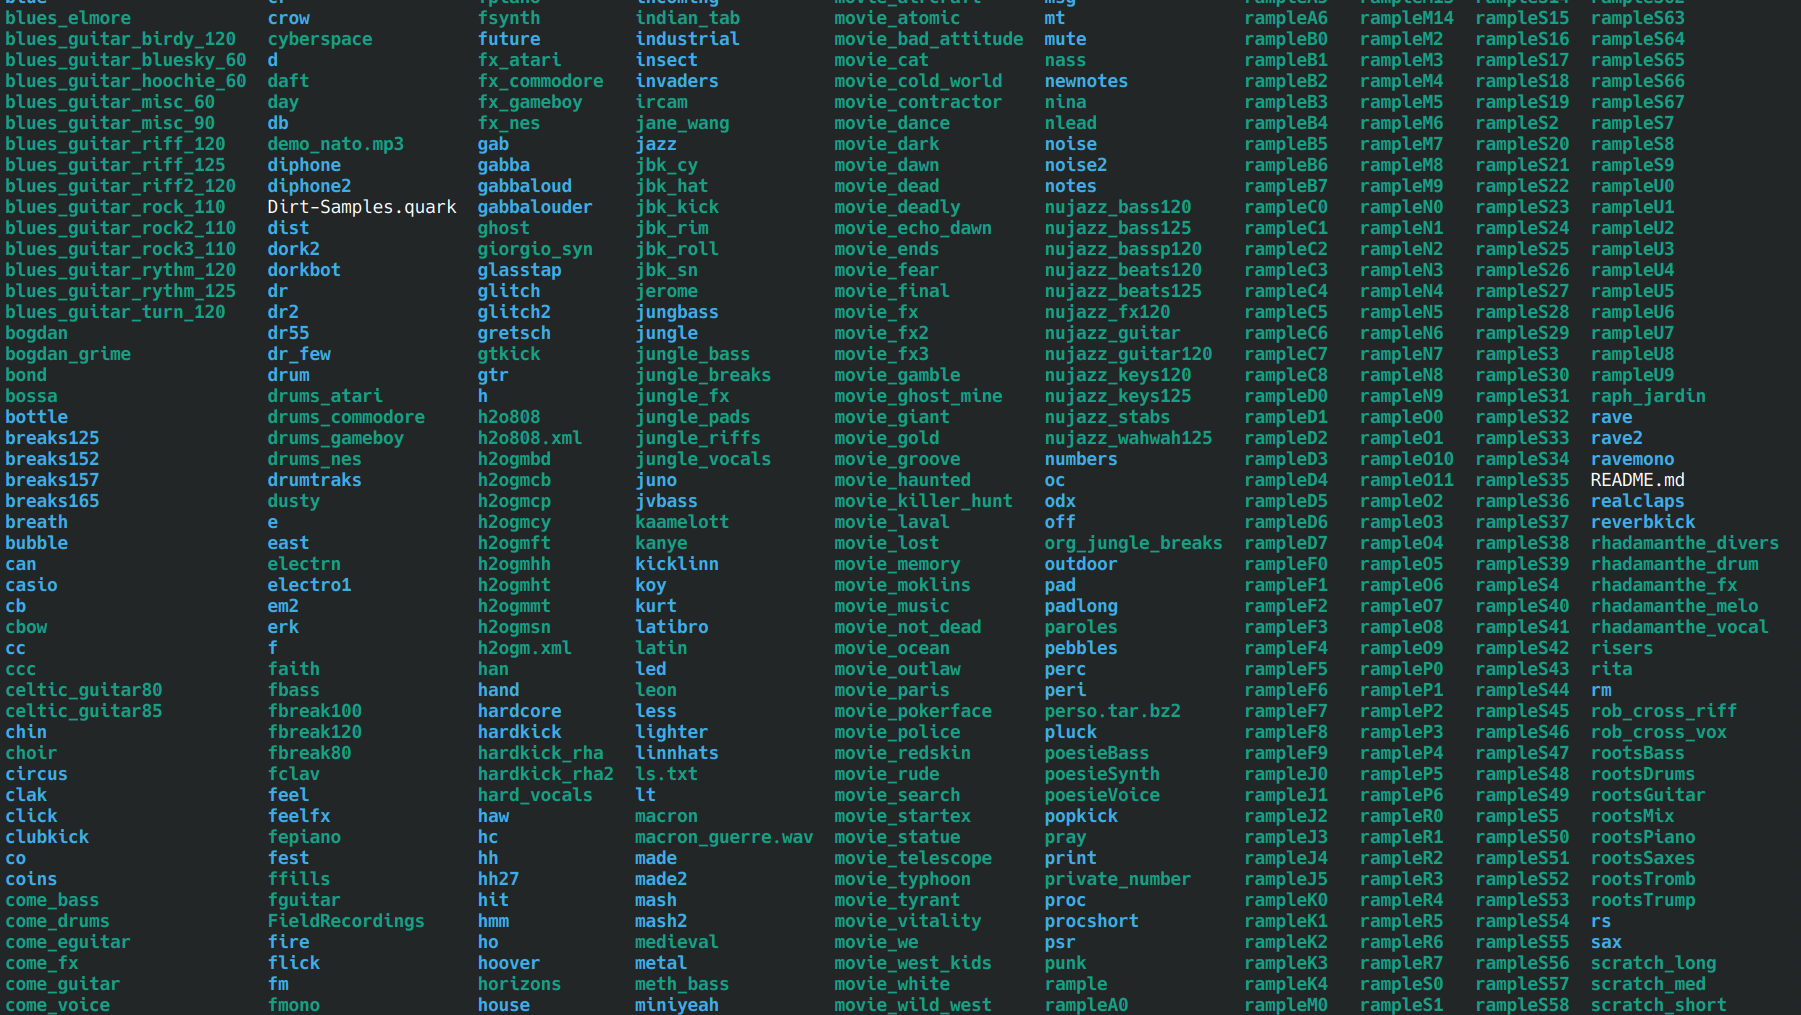 blues_elmore crow fsynth indian_tab movie_atomic mt rampleA6 rampleM14 rampleS15 rampleS63
blues_guitar_birdy_120 cyberspace future industrial movie_bad_attitude mute rampleB0 rampleM2 rampleS16 rampleS64
blues_guitar_bluesky_60 d fx_atari insect movie_cat nass rampleB1 rampleM3 rampleS17 rampleS65
blues_guitar_hoochie_60 daft fx_commodore invaders movie_cold_world newnotes rampleB2 rampleM4 rampleS18 rampleS66
blues_guitar_misc_60 day fx_gameboy ircam movie_contractor nina rampleB3 rampleM5 rampleS19 rampleS67
blues_guitar_misc_90 db fx_nes jane_wang movie_dance nlead rampleB4 rampleM6 rampleS2 rampleS7
blues_guitar_riff_120 demo_nato.mp3 gab jazz movie_dark noise rampleB5 rampleM7 rampleS20 rampleS8
blues_guitar_riff_125 diphone gabba jbk_cy movie_dawn noise2 rampleB6 rampleM8 rampleS21 rampleS9
blues_guitar_riff2_120 diphone2 gabbaloud jbk_hat movie_dead notes rampleB7 rampleM9 rampleS22 rampleU0
blues_guitar_rock_110 Dirt-Samples.quark gabbalouder jbk_kick movie_deadly nujazz_bass120 rampleC0 rampleN0 rampleS23 rampleU1
blues_guitar_rock2_110 dist ghost jbk_rim movie_echo_dawn nujazz_bass125 rampleC1 rampleN1 rampleS24 rampleU2
blues_guitar_rock3_110 dork2 giorgio_syn jbk_roll movie_ends nujazz_bassp120 rampleC2 rampleN2 rampleS25 rampleU3
blues_guitar_rythm_120 dorkbot glasstap jbk_sn movie_fear nujazz_beats120 rampleC3 rampleN3 rampleS26 rampleU4
blues_guitar_rythm_125 dr glitch jerome movie_final nujazz_beats125 rampleC4 rampleN4 rampleS27 rampleU5
blues_guitar_turn_120 dr2 glitch2 jungbass movie_fx nujazz_fx120 rampleC5 rampleN5 rampleS28 rampleU6
bogdan dr55 gretsch jungle movie_fx2 nujazz_guitar rampleC6 rampleN6 rampleS29 rampleU7
bogdan_grime dr_few gtkick jungle_bass movie_fx3 nujazz_guitar120 rampleC7 rampleN7 rampleS3 rampleU8
bond drum gtr jungle_breaks movie_gamble nujazz_keys120 rampleC8 rampleN8 rampleS30 rampleU9
bossa drums_atari h jungle_fx movie_ghost_mine nujazz_keys125 rampleD0 rampleN9 rampleS31 raph_jardin
bottle drums_commodore h2o808 jungle_pads movie_giant nujazz_stabs rampleD1 rampleO0 rampleS32 rave
breaks125 drums_gameboy h2o808.xml jungle_riffs movie_gold nujazz_wahwah125 rampleD2 rampleO1 rampleS33 rave2
breaks152 drums_nes h2ogmbd jungle_vocals movie_groove numbers rampleD3 rampleO10 rampleS34 ravemono
breaks157 drumtraks h2ogmcb juno movie_haunted oc rampleD4 rampleO11 rampleS35 README.md
breaks165 dusty h2ogmcp jvbass movie_killer_hunt odx rampleD5 rampleO2 rampleS36 realclaps
breath e h2ogmcy kaamelott movie_laval off rampleD6 rampleO3 rampleS37 reverbkick
bubble east h2ogmft kanye movie_lost org_jungle_breaks rampleD7 rampleO4 rampleS38 rhadamanthe_divers
can electrn h2ogmhh kicklinn movie_memory outdoor rampleF0 rampleO5 rampleS39 rhadamanthe_drum
casio electro1 h2ogmht koy movie_moklins pad rampleF1 rampleO6 rampleS4 rhadamanthe_fx
cb em2 h2ogmmt kurt movie_music padlong rampleF2 rampleO7 rampleS40 rhadamanthe_melo
cbow erk h2ogmsn latibro movie_not_dead paroles rampleF3 rampleO8 rampleS41 rhadamanthe_vocal
cc f h2ogm.xml latin movie_ocean pebbles rampleF4 rampleO9 rampleS42 risers
ccc faith han led movie_outlaw perc rampleF5 rampleP0 rampleS43 rita
celtic_guitar80 fbass hand leon movie_paris peri rampleF6 rampleP1 rampleS44 rm
celtic_guitar85 fbreak100 hardcore less movie_pokerface perso.tar.bz2 rampleF7 rampleP2 rampleS45 rob_cross_riff
chin fbreak120 hardkick lighter movie_police pluck rampleF8 rampleP3 rampleS46 rob_cross_vox
choir fbreak80 hardkick_rha linnhats movie_redskin poesieBass rampleF9 rampleP4 rampleS47 rootsBass
circus fclav hardkick_rha2 ls.txt movie_rude poesieSynth rampleJ0 rampleP5 rampleS48 rootsDrums
clak feel hard_vocals lt movie_search poesieVoice rampleJ1 rampleP6 rampleS49 rootsGuitar
click feelfx haw macron movie_startex popkick rampleJ2 rampleR0 rampleS5 rootsMix
clubkick fepiano hc macron_guerre.wav movie_statue pray rampleJ3 rampleR1 rampleS50 rootsPiano
co fest hh made movie_telescope print rampleJ4 rampleR2 rampleS51 rootsSaxes
coins ffills hh27 made2 movie_typhoon private_number rampleJ5 rampleR3 rampleS52 rootsTromb
come_bass fguitar hit mash movie_tyrant proc rampleK0 rampleR4 rampleS53 rootsTrump
come_drums FieldRecordings hmm mash2 movie_vitality procshort rampleK1 rampleR5 rampleS54 rs
come_eguitar fire ho medieval movie_we psr rampleK2 rampleR6 rampleS55 sax
come_fx flick hoover metal movie_west_kids punk rampleK3 rampleR7 rampleS56 scratch_long
come_guitar fm horizons meth_bass movie_white rample rampleK4 rampleS0 rampleS57 scratch_med
come_voice fmono house miniyeah movie_wild_west rampleA0 rampleM0 rampleS1 rampleS58 scratch_short